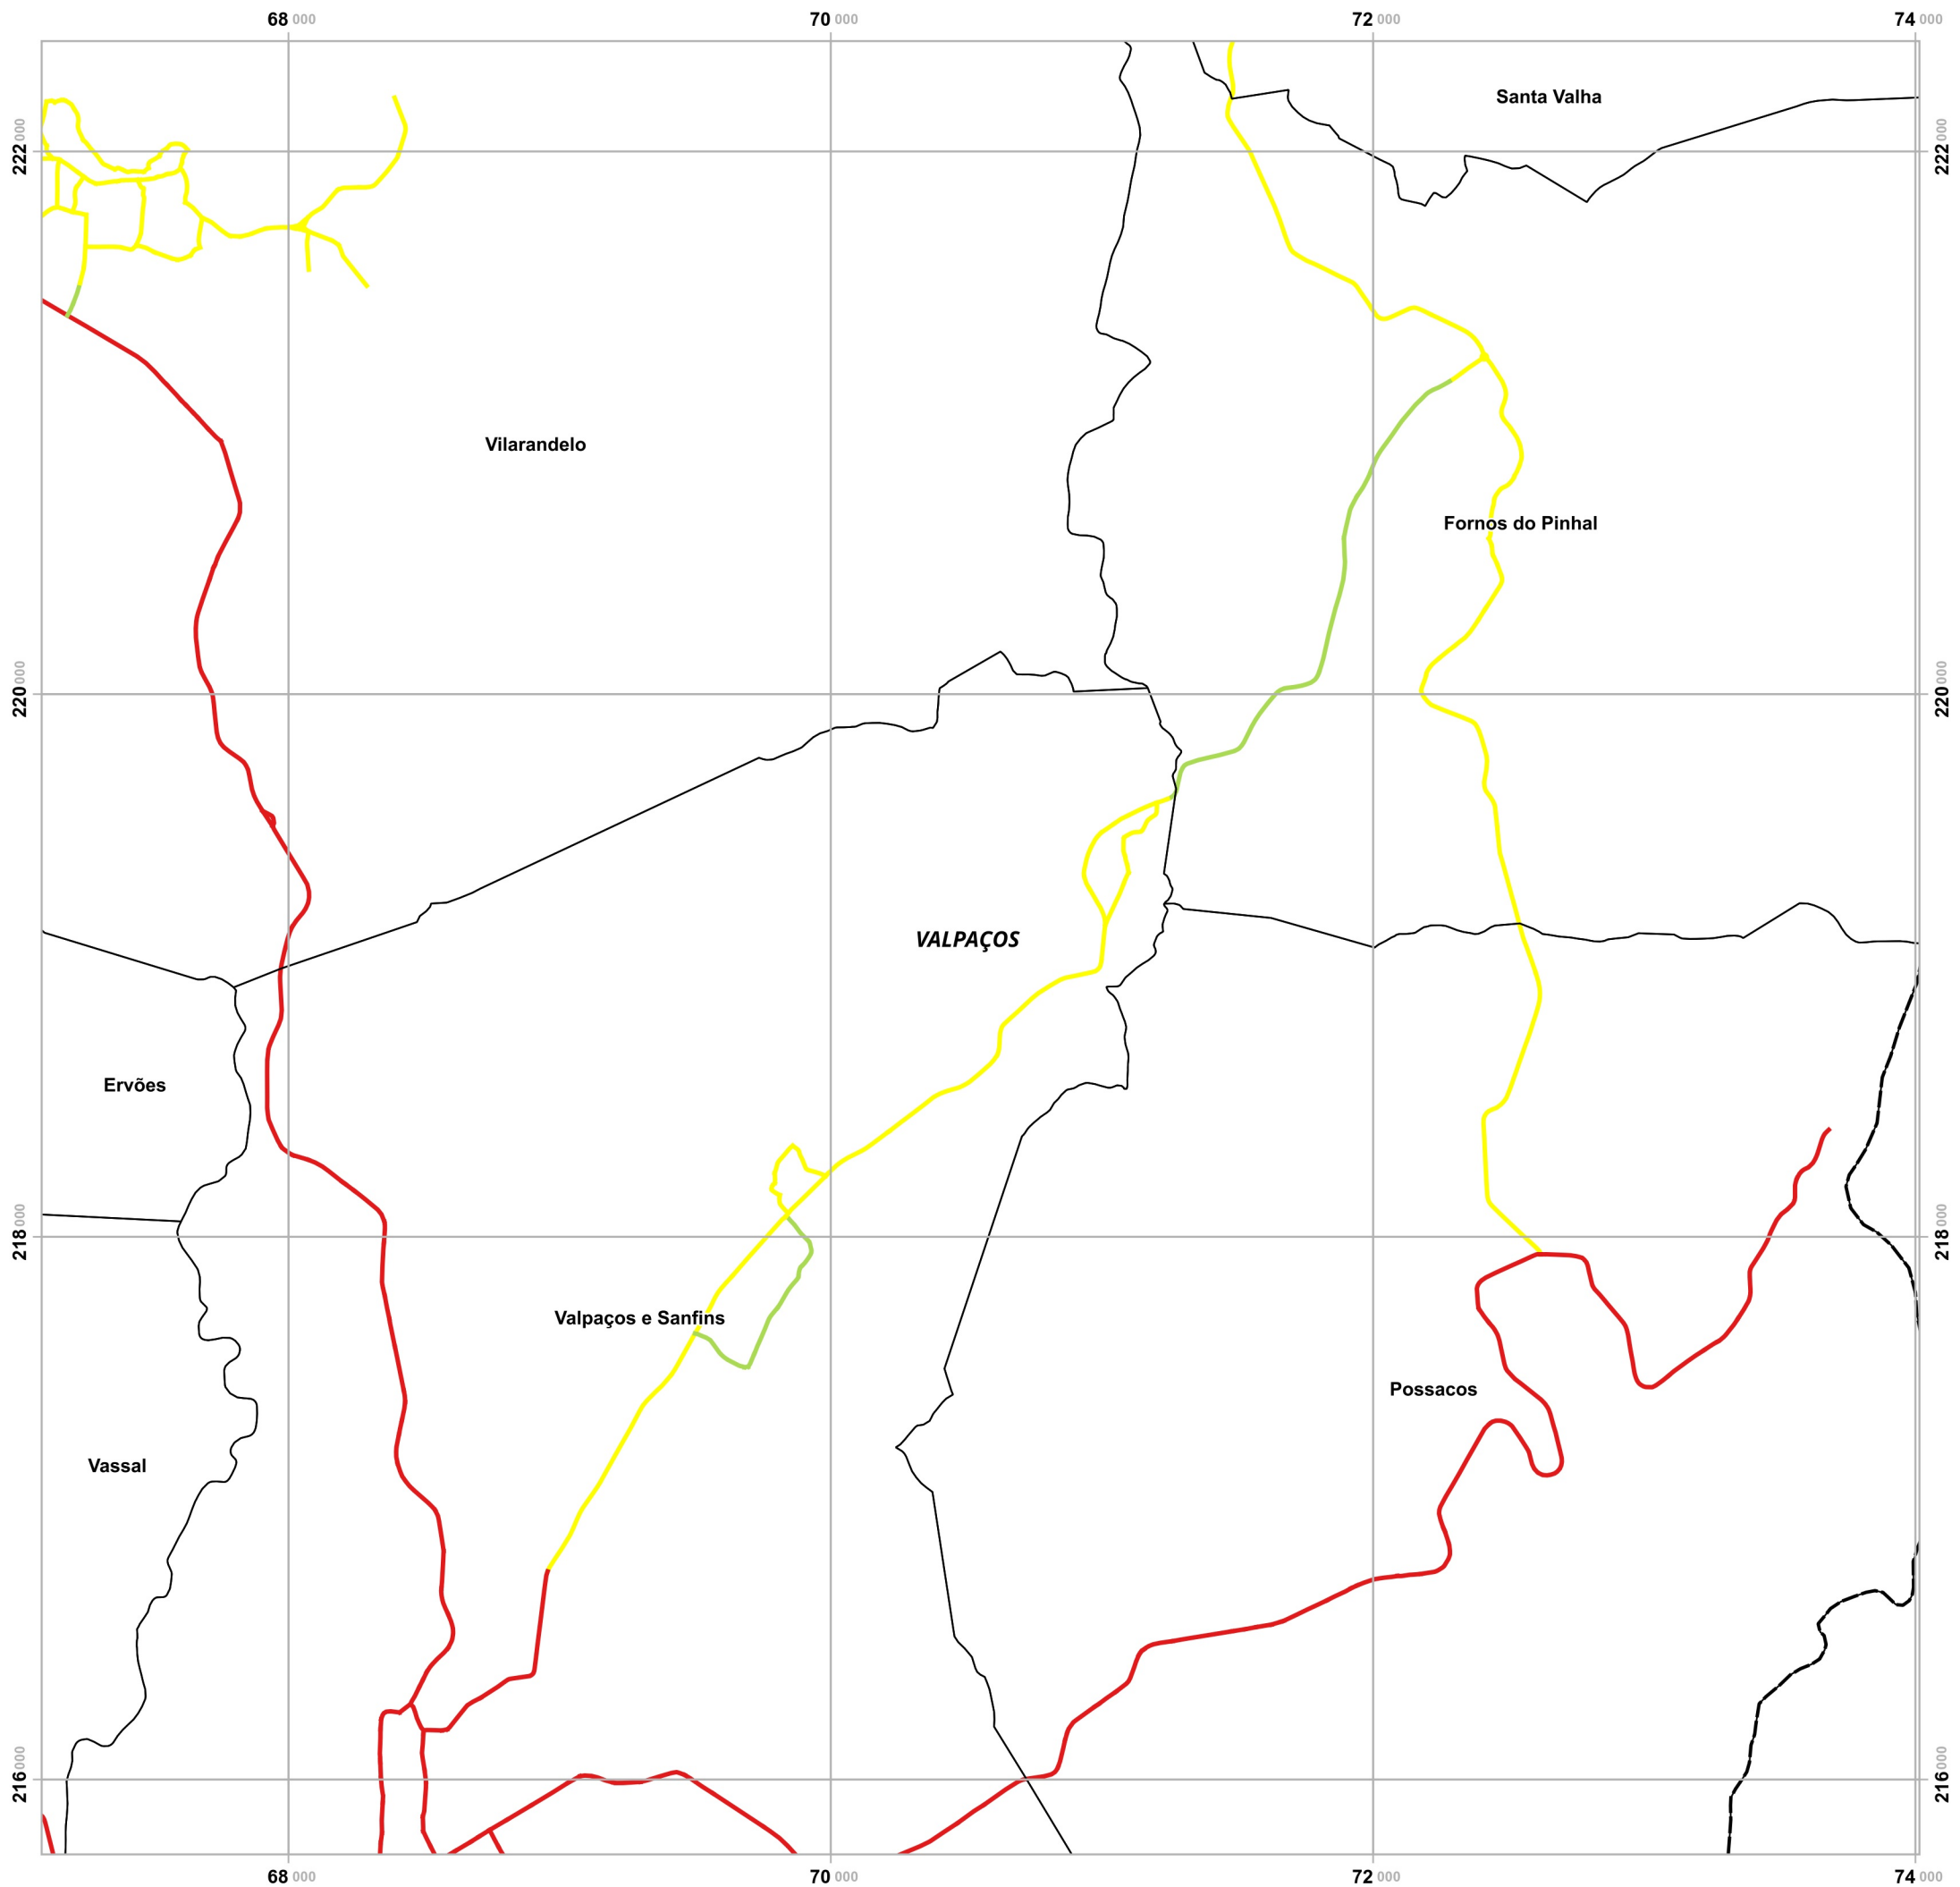 68 000 70 000 72 000 74 000
Santa Valha
222 000 222 000
Vilarandelo
Fornos do Pinhal
220 000 220 000
VALPAÇOS
Ervões
218 000 218 000
Valpaços e Sanfins
Possacos
Vassal
216 000 216 000
68 000 70 000 72 000 74 000